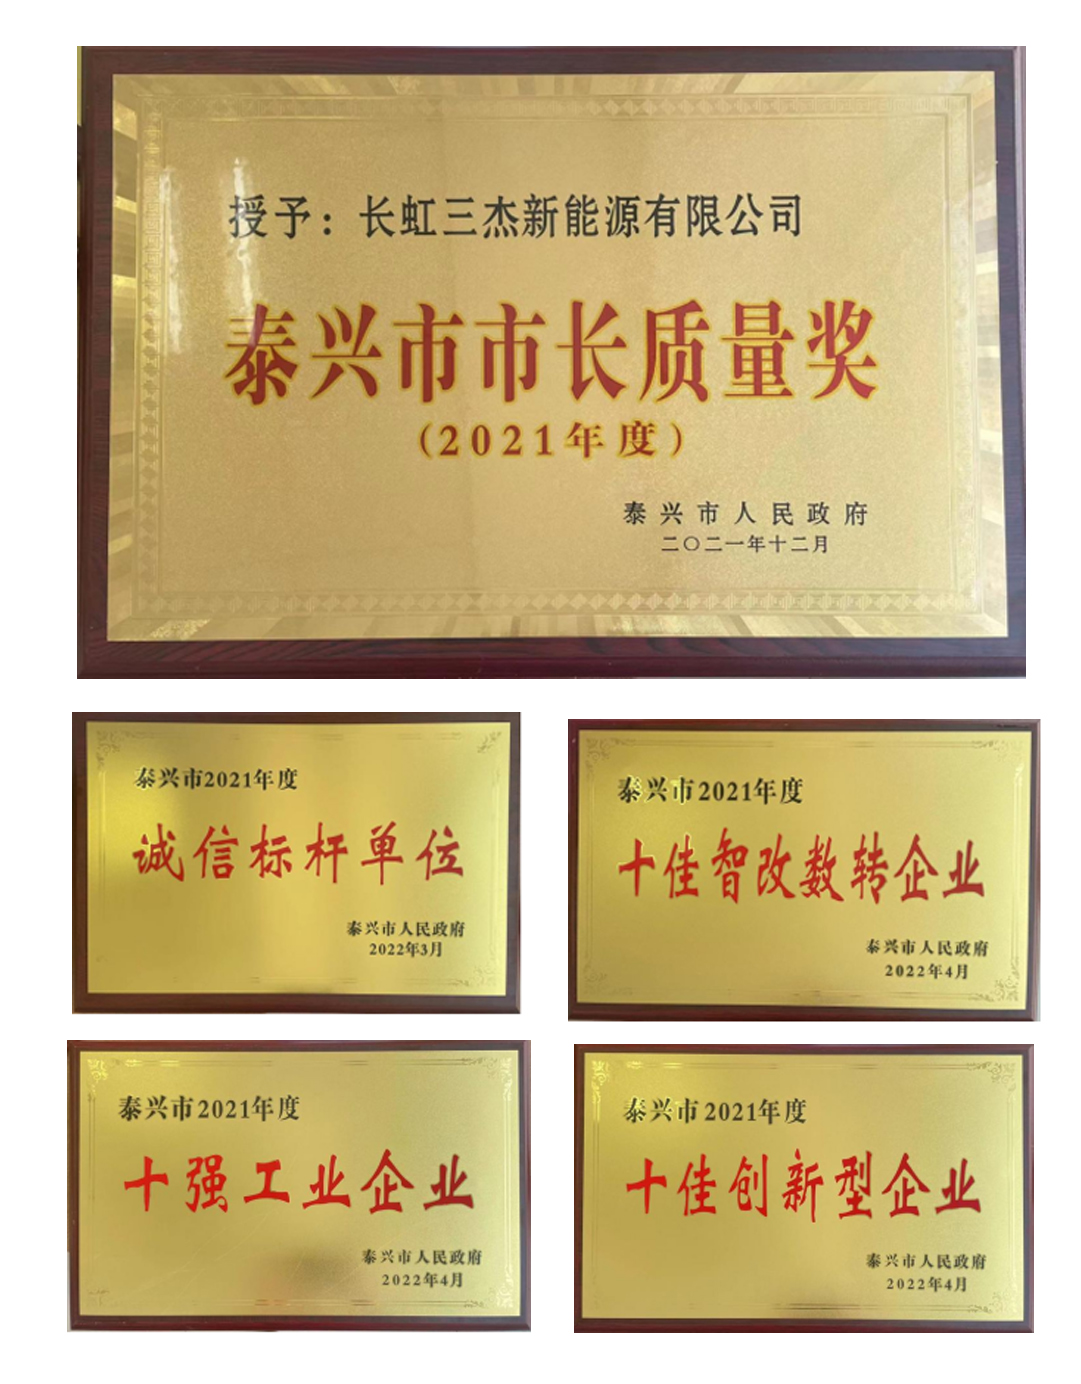 授予：长虹三杰新能源有限公司
泰兴市市长质量奖
（2021年度）
泰兴市人民政府
二〇二一年十二月
泰兴市2021年度
诚信标杆单位
泰兴市人民政府
2022年3月
泰兴市2021年度
十佳智改数转企业
泰兴市人民政府
2022年4月
泰兴市2021年度
十强工业企业
泰兴市人民政府
2022年4月
泰兴市2021年度
十佳创新型企业
泰兴市人民政府
2022年4月